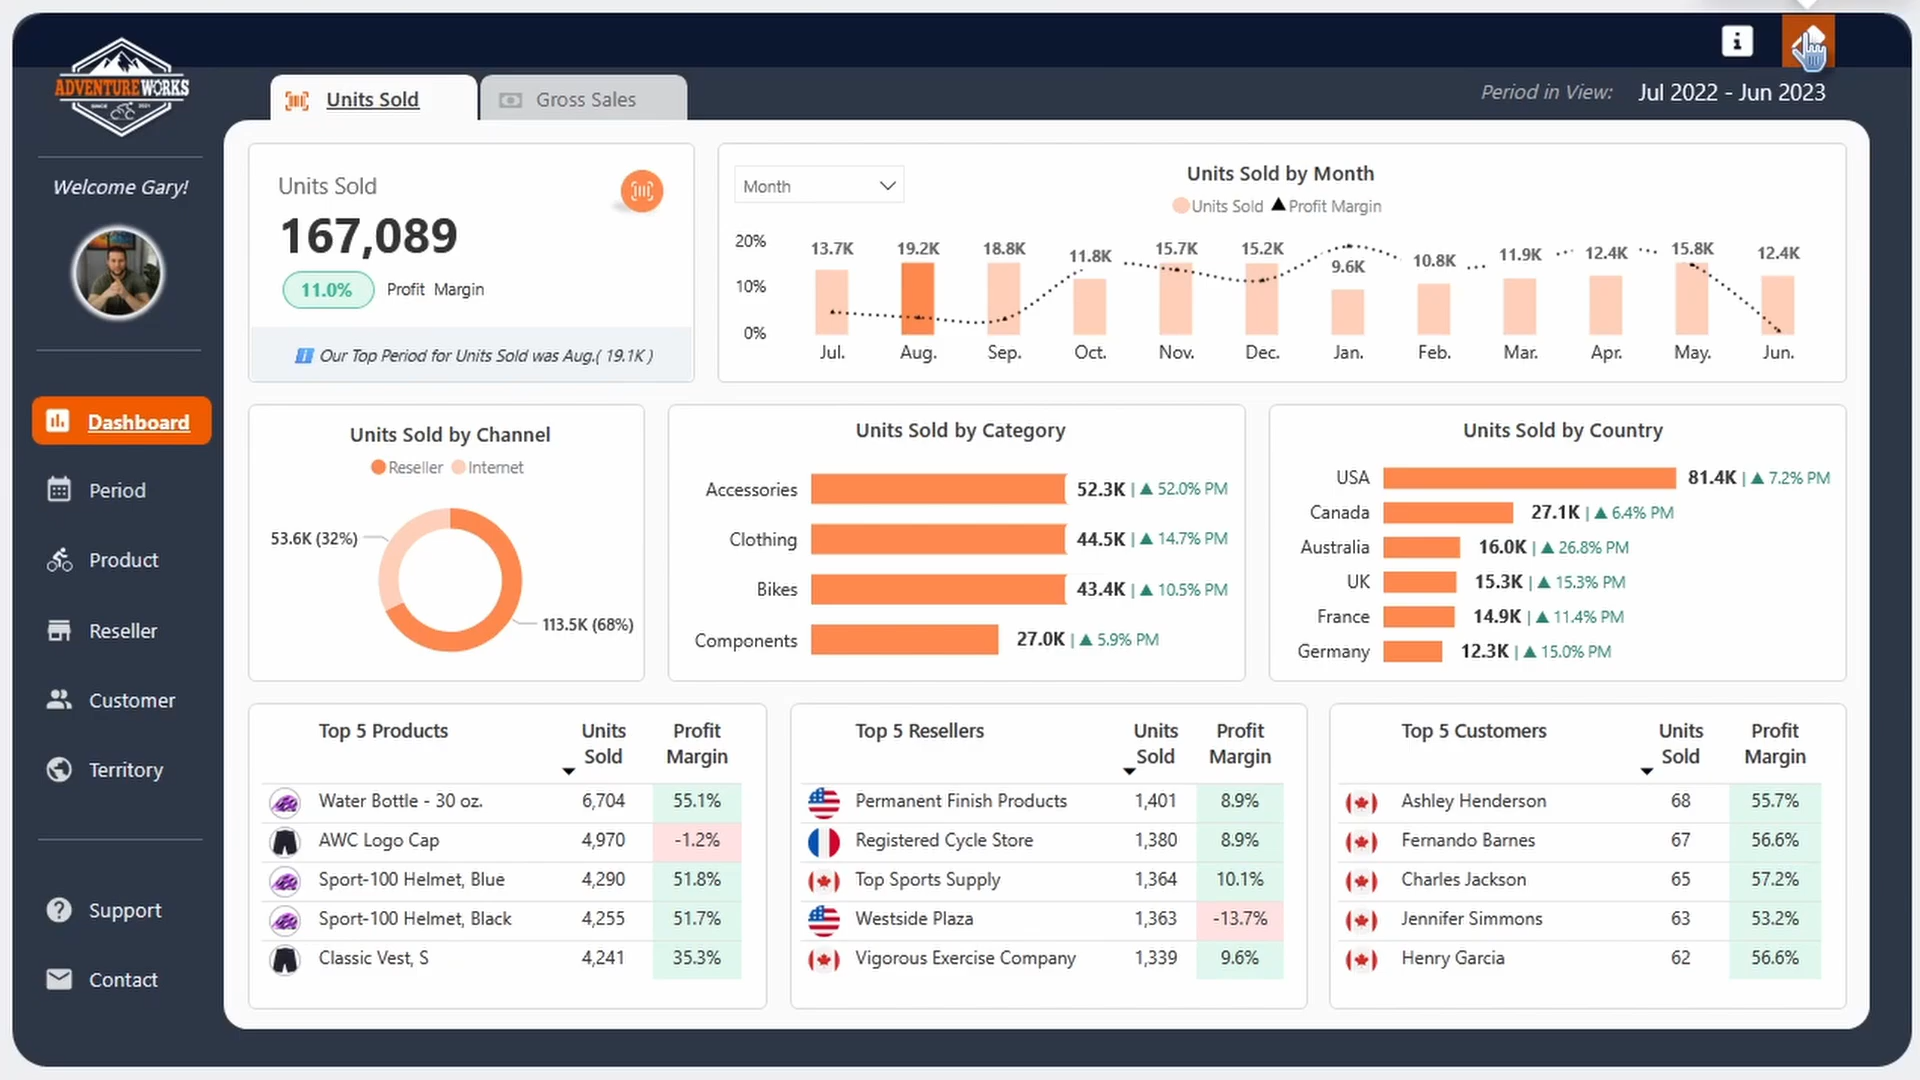 ADVENTUREWORKS
SINCE 2021
Welcome Gary!
Dashboard
Period
Product
Reseller
Customer
Territory
Support
Contact
Units Sold
Gross Sales
Period in View: Jul 2022 - Jun 2023
Units Sold
167,089
11.0% Profit Margin
Our Top Period for Units Sold was Aug.( 19.1K )
Month
Units Sold by Month
Units Sold Profit Margin
20%
10%
0%
13.7K 19.2K 18.8K 11.8K 15.7K 15.2K 9.6K 10.8K 11.9K 12.4K 15.8K 12.4K
Jul. Aug. Sep. Oct. Nov. Dec. Jan. Feb. Mar. Apr. May. Jun.
Units Sold by Channel
Reseller Internet
53.6K (32%)
113.5K (68%)
Units Sold by Category
Accessories 52.3K | ▲ 52.0% PM
Clothing 44.5K | ▲ 14.7% PM
Bikes 43.4K | ▲ 10.5% PM
Components 27.0K | ▲ 5.9% PM
Units Sold by Country
USA 81.4K | ▲ 7.2% PM
Canada 27.1K | ▲ 6.4% PM
Australia 16.0K | ▲ 26.8% PM
UK 15.3K | ▲ 15.3% PM
France 14.9K | ▲ 11.4% PM
Germany 12.3K | ▲ 15.0% PM
Top 5 Products Units Sold Profit Margin
Water Bottle - 30 oz. 6,704 55.1%
AWC Logo Cap 4,970 -1.2%
Sport-100 Helmet, Blue 4,290 51.8%
Sport-100 Helmet, Black 4,255 51.7%
Classic Vest, S 4,241 35.3%
Top 5 Resellers Units Sold Profit Margin
Permanent Finish Products 1,401 8.9%
Registered Cycle Store 1,380 8.9%
Top Sports Supply 1,364 10.1%
Westside Plaza 1,363 -13.7%
Vigorous Exercise Company 1,339 9.6%
Top 5 Customers Units Sold Profit Margin
Ashley Henderson 68 55.7%
Fernando Barnes 67 56.6%
Charles Jackson 65 57.2%
Jennifer Simmons 63 53.2%
Henry Garcia 62 56.6%